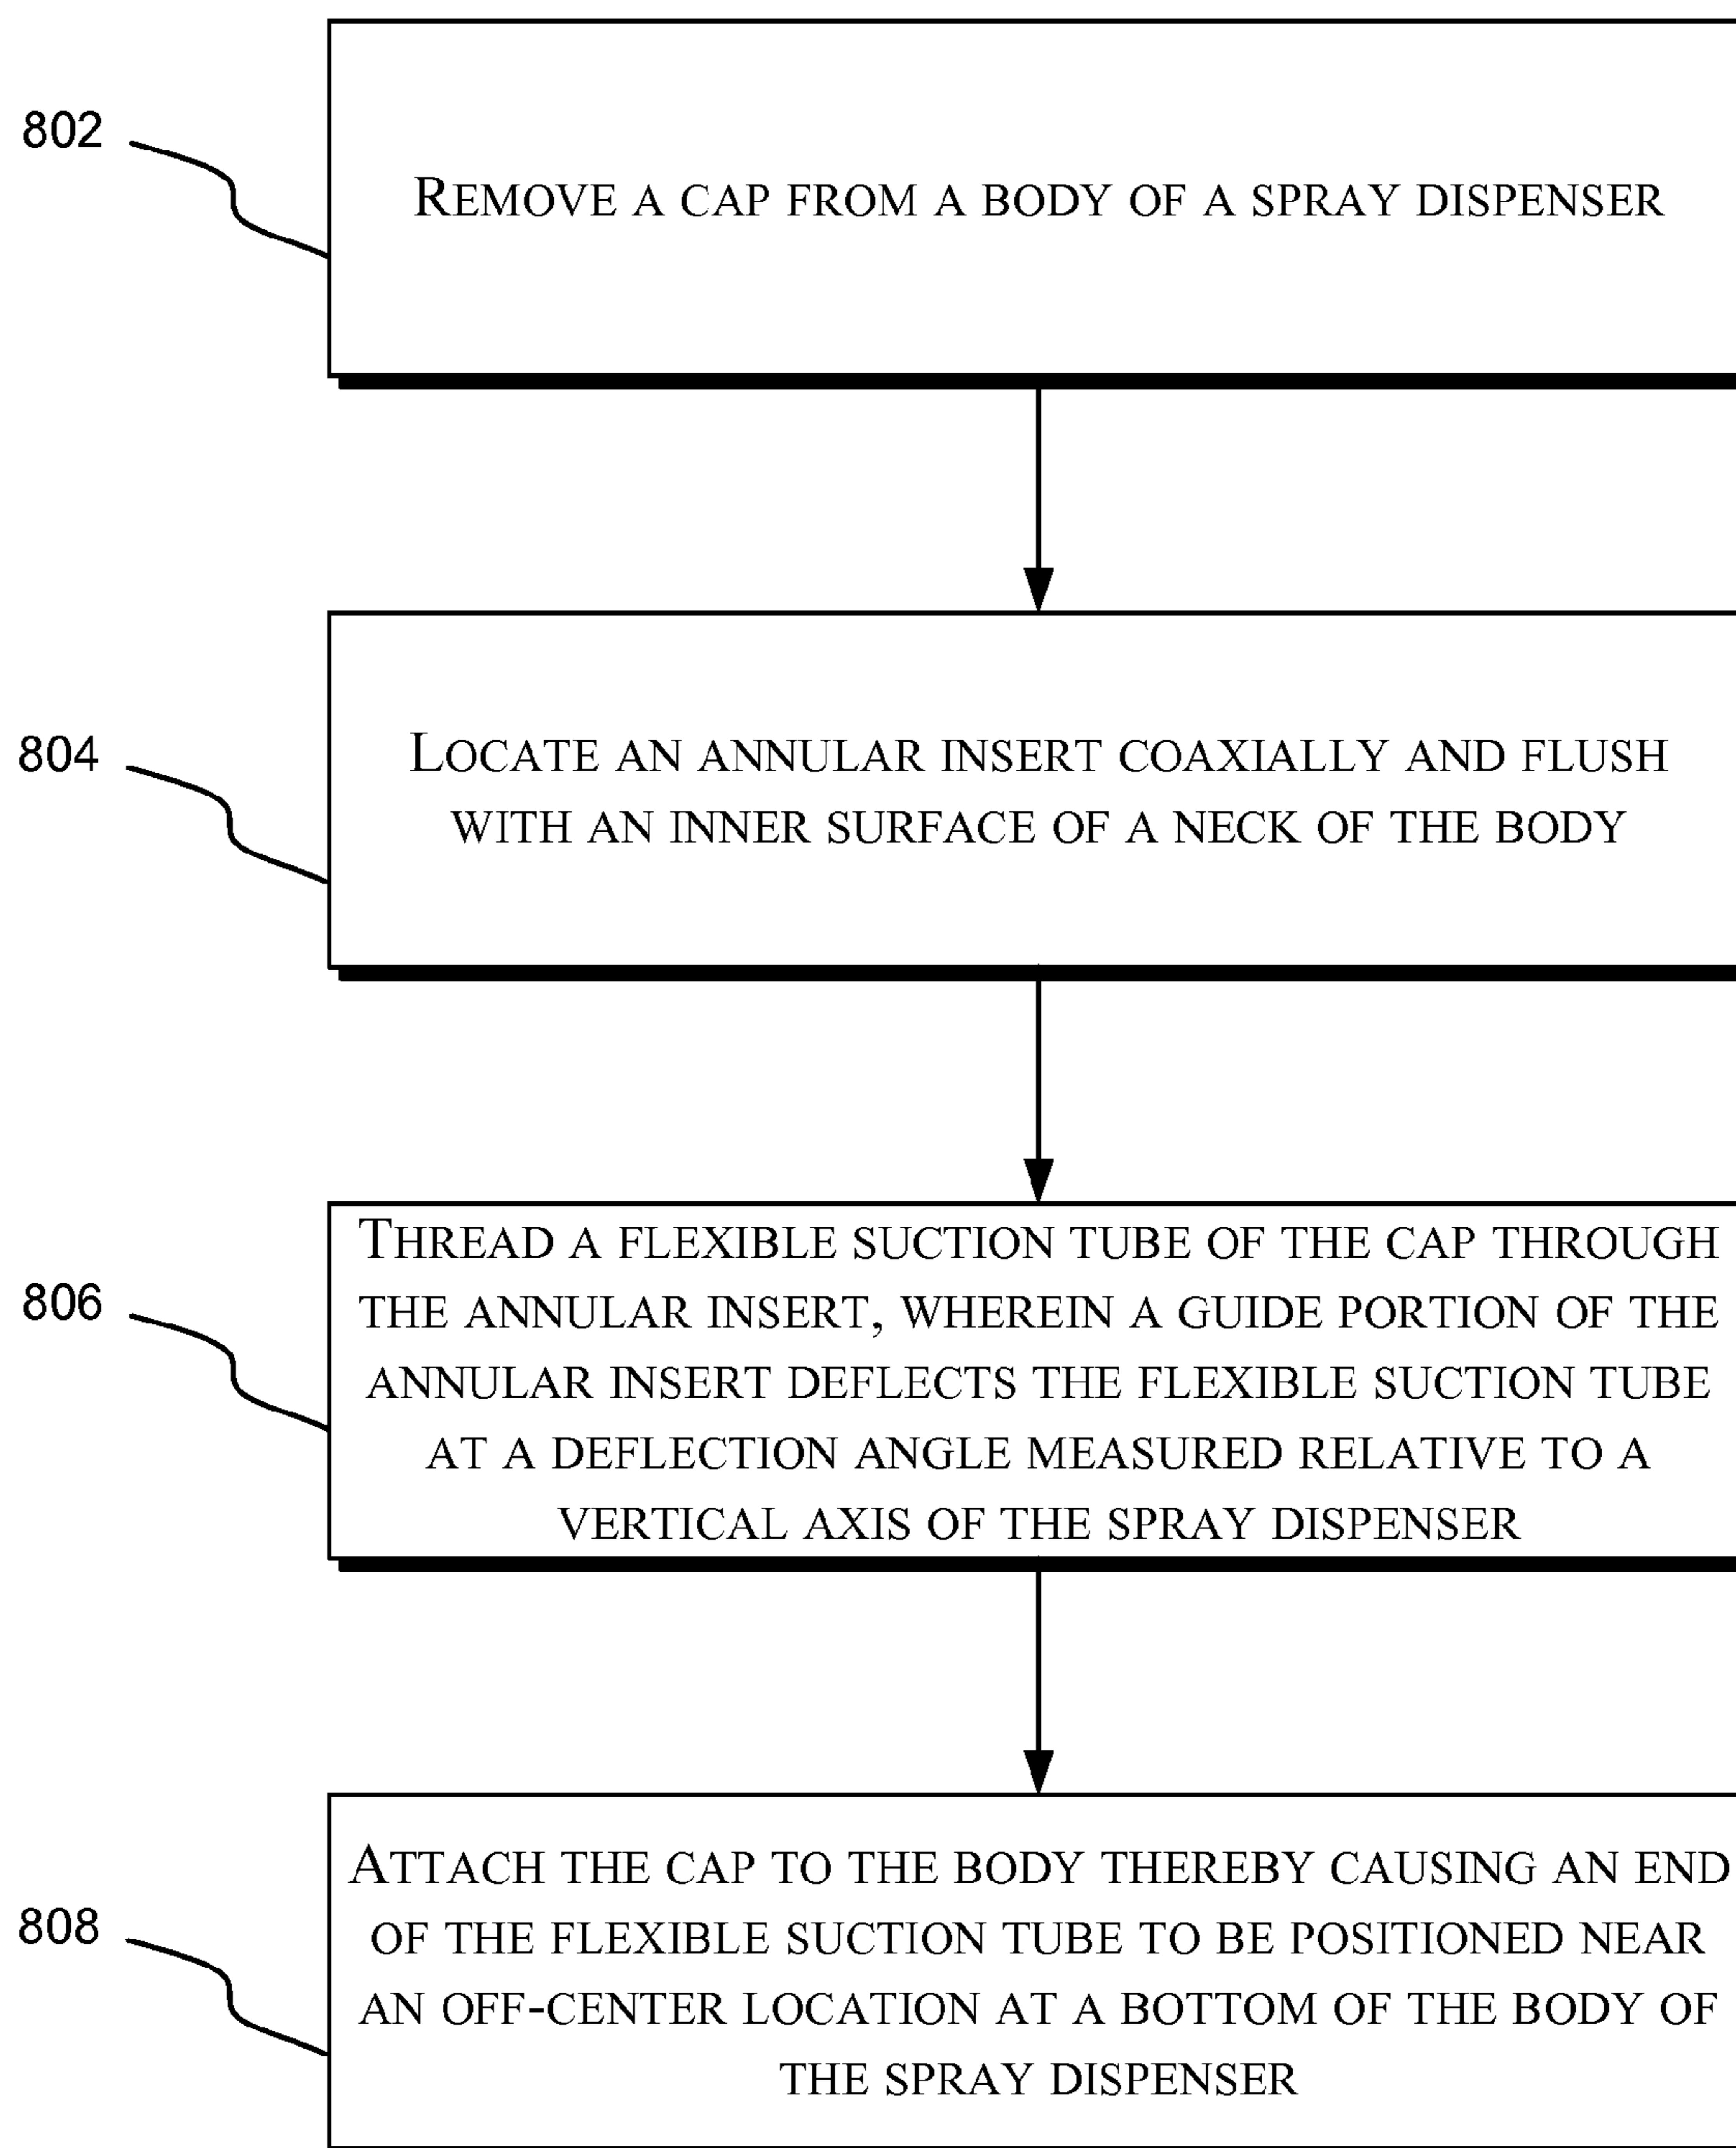 802
REMOVE A CAP FROM A BODY OF A SPRAY DISPENSER
804
LOCATE AN ANNULAR INSERT COAXIALLY AND FLUSH
WITH AN INNER SURFACE OF A NECK OF THE BODY
806
THREAD A FLEXIBLE SUCTION TUBE OF THE CAP THROUGH
THE ANNULAR INSERT, WHEREIN A GUIDE PORTION OF THE
ANNULAR INSERT DEFLECTS THE FLEXIBLE SUCTION TUBE
AT A DEFLECTION ANGLE MEASURED RELATIVE TO A
VERTICAL AXIS OF THE SPRAY DISPENSER
808
ATTACH THE CAP TO THE BODY THEREBY CAUSING AN END
OF THE FLEXIBLE SUCTION TUBE TO BE POSITIONED NEAR
AN OFF-CENTER LOCATION AT A BOTTOM OF THE BODY OF
THE SPRAY DISPENSER